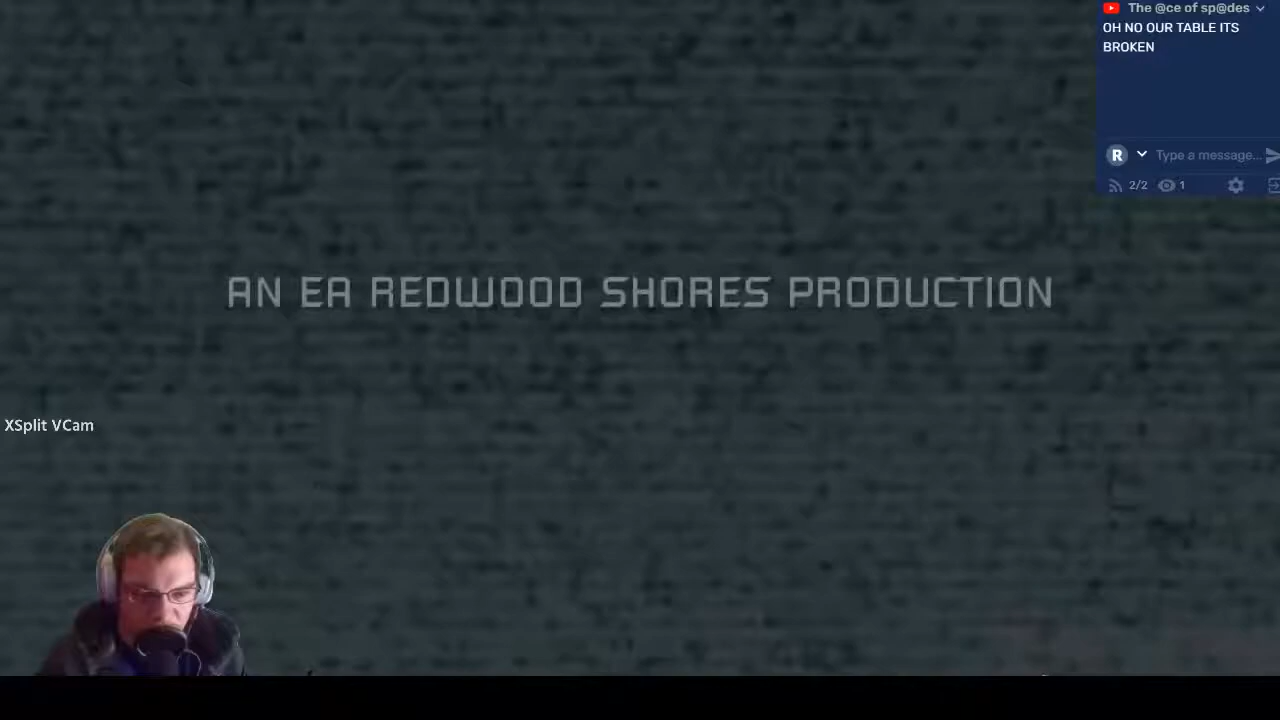 The @ce of sp@des
OH NO OUR TABLE ITS
BROKEN
R
Type a message...
2/2
1
AN EA REDWOOD SHORES PRODUCTION
XSplit VCam